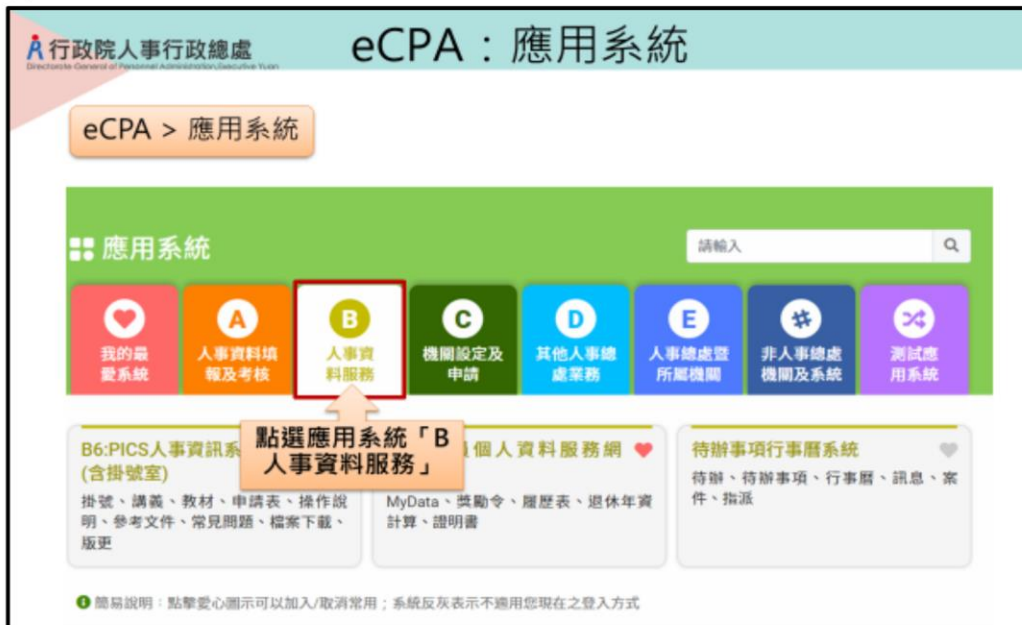 行政院人事行政總處
Directorate-General of Personnel Administration,Executive Yuan
eCPA：應用系統
eCPA > 應用系統
應用系統
請輸入
我的最
愛系統
A
人事資料填
報及考核
B
人事資
料服務
C
機關設定及
申請
D
其他人事總
處業務
E
人事總處暨
所屬機關
#
非人事總處
機關及系統
測試應
用系統
點選應用系統「B
人事資料服務」
B6:PICS人事資訊系
(含掛號室)
掛號、講義、教材、申請表、操作說
明、參考文件、常見問題、檔案下載、
版更
個人資料服務網
MyData、獎勵令、履歷表、退休年資
計算、證明書
待辦事項行事曆系統
待辦、待辦事項、行事曆、訊息、案
件、指派
簡易說明：點擊愛心圖示可以加入/取消常用；系統反灰表示不適用您現在之登入方式